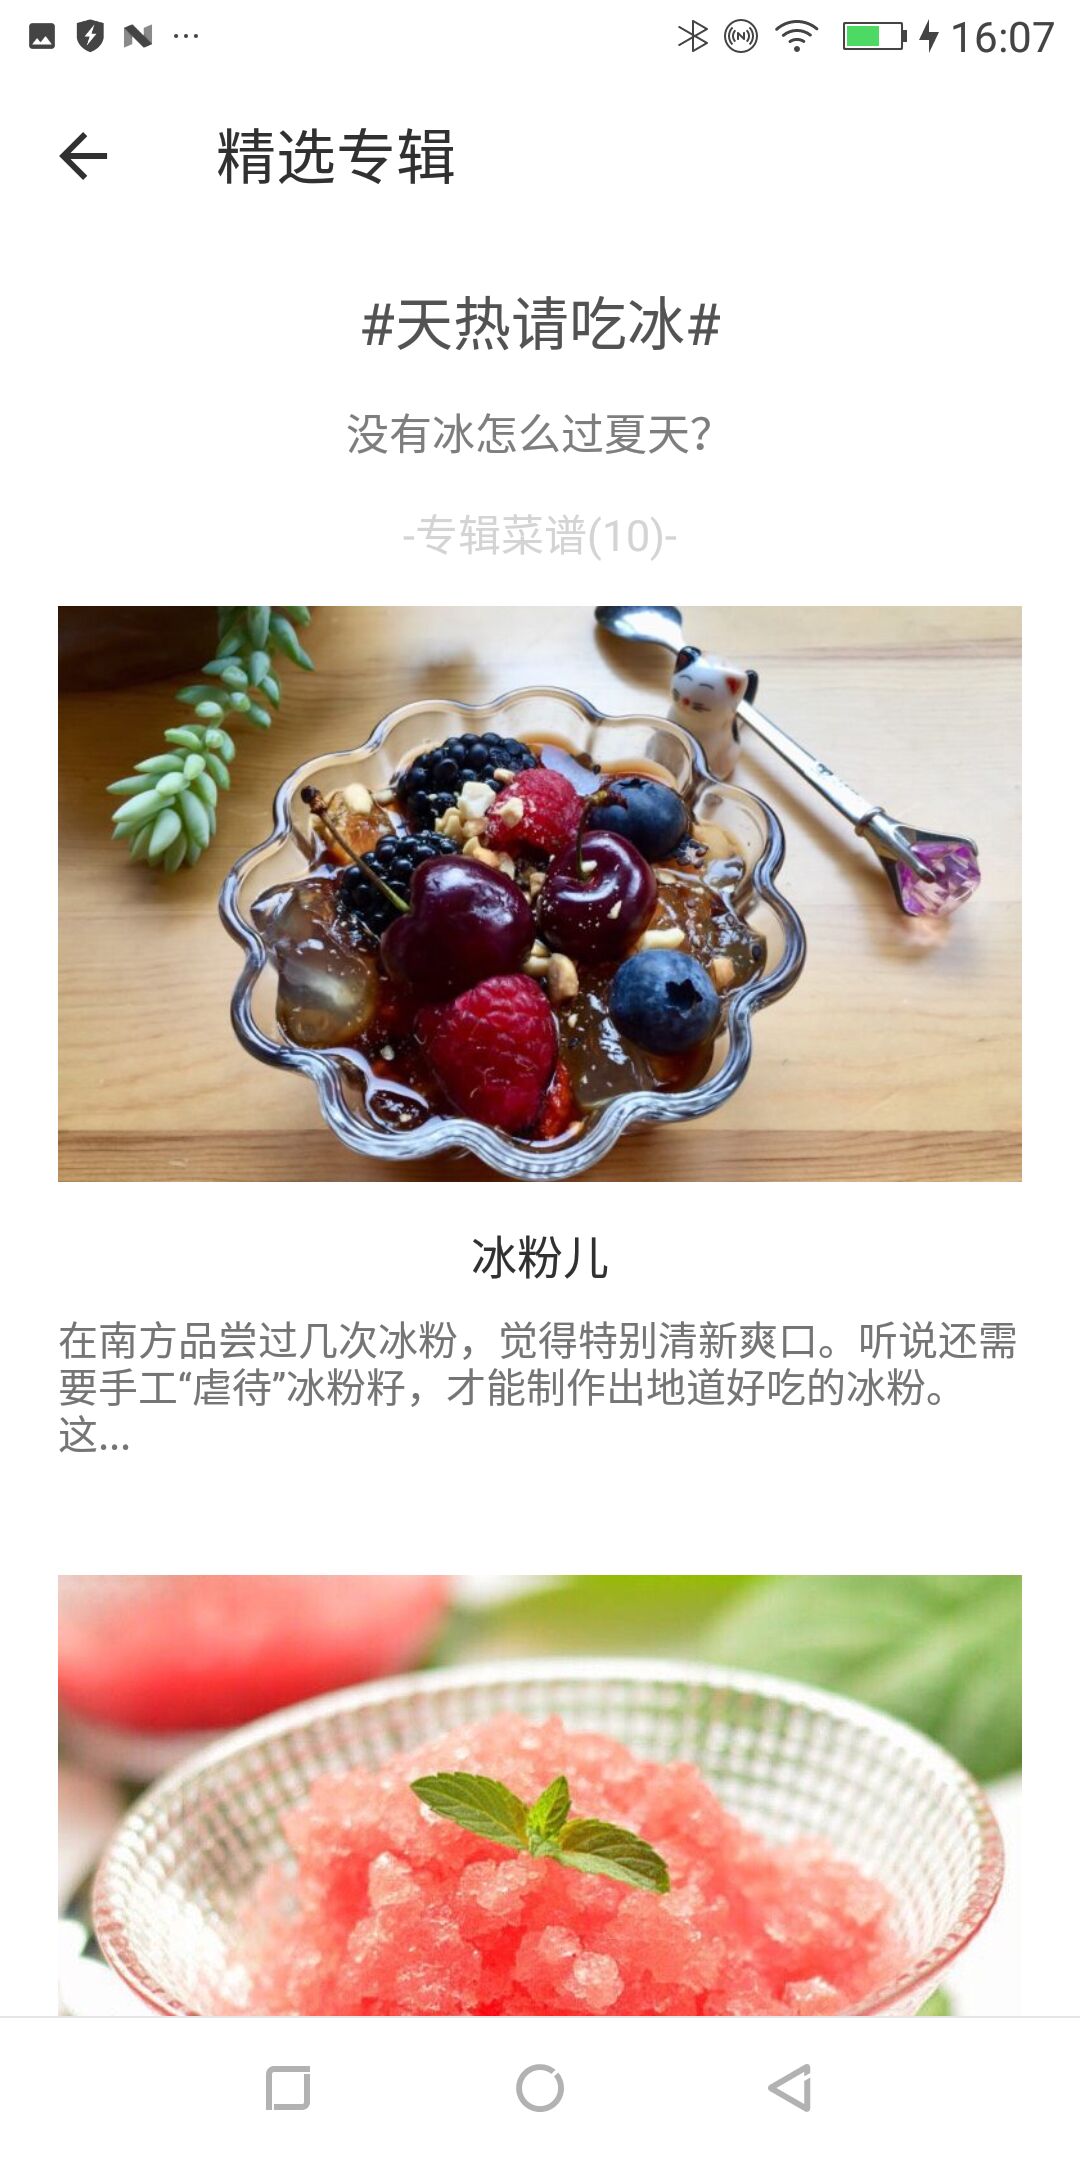 16:07
精选专辑
#天热请吃冰#
没有冰怎么过夏天？
-专辑菜谱(10)-
冰粉儿
在南方品尝过几次冰粉，觉得特别清新爽口。听说还需
要手工“虐待”冰粉籽，才能制作出地道好吃的冰粉。
这...